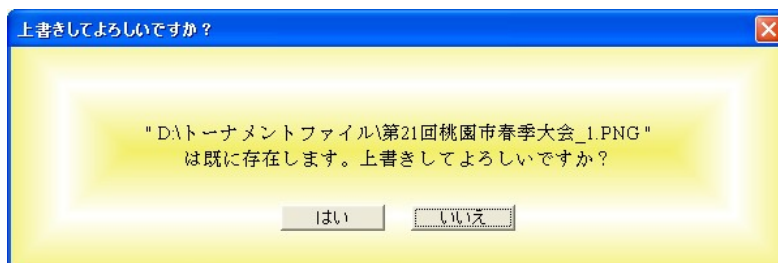 上書きしてよろしいですか？
" D:\トーナメントファイル\第21回桃園市春季大会_1.PNG "
は既に存在します。上書きしてよろしいですか？
はい
いいえ